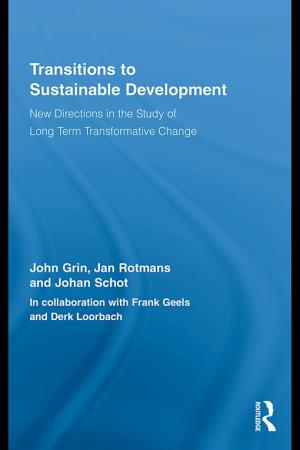 Transitions to
Sustainable Development
New Directions in the Study of
Long Term Transformative Change
John Grin, Jan Rotmans
and Johan Schot
In collaboration with Frank Geels
and Derk Loorbach
ROUTLEDGE